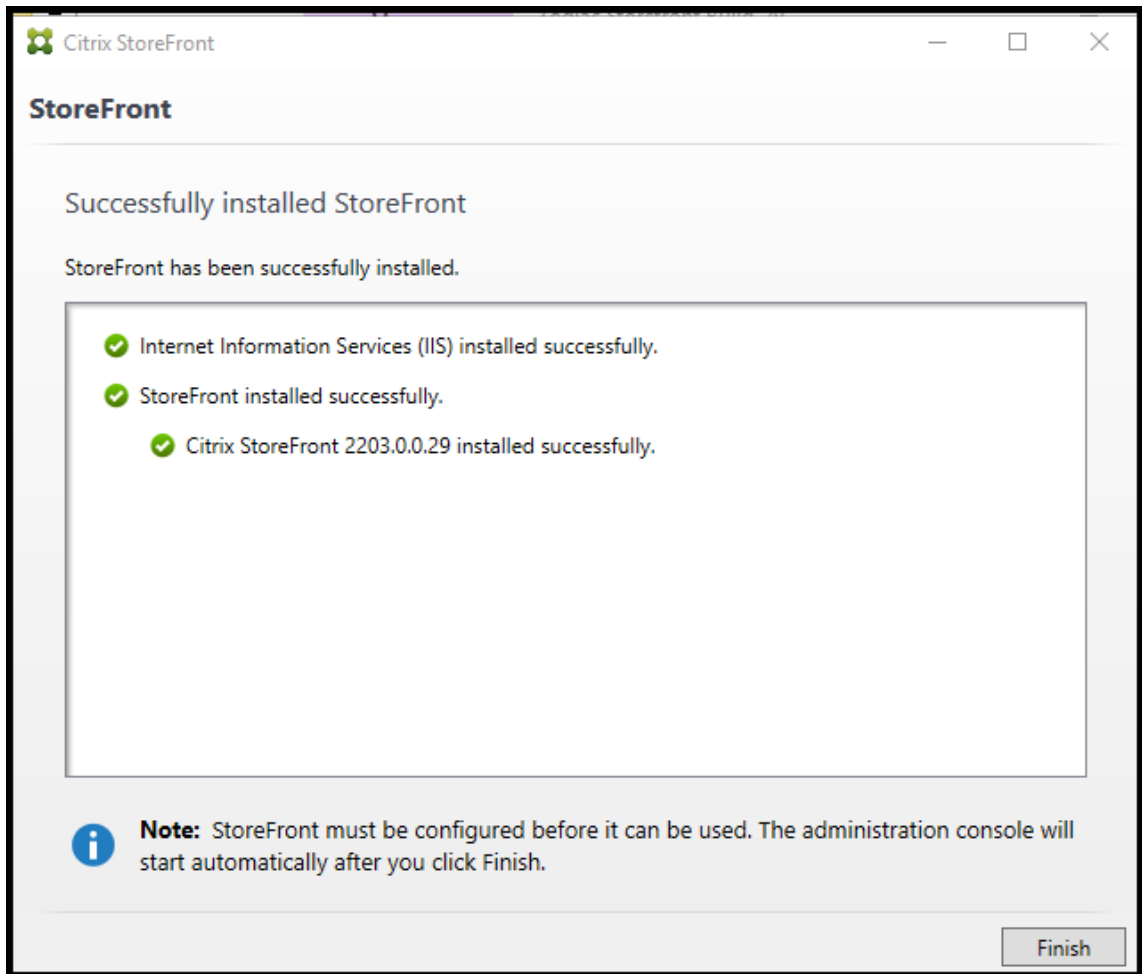 Citrix StoreFront
StoreFront
Successfully installed StoreFront
StoreFront has been successfully installed.
Internet Information Services (IIS) installed successfully.
StoreFront installed successfully.
Citrix StoreFront 2203.0.0.29 installed successfully.
Note: StoreFront must be configured before it can be used. The administration console will
start automatically after you click Finish.
Finish